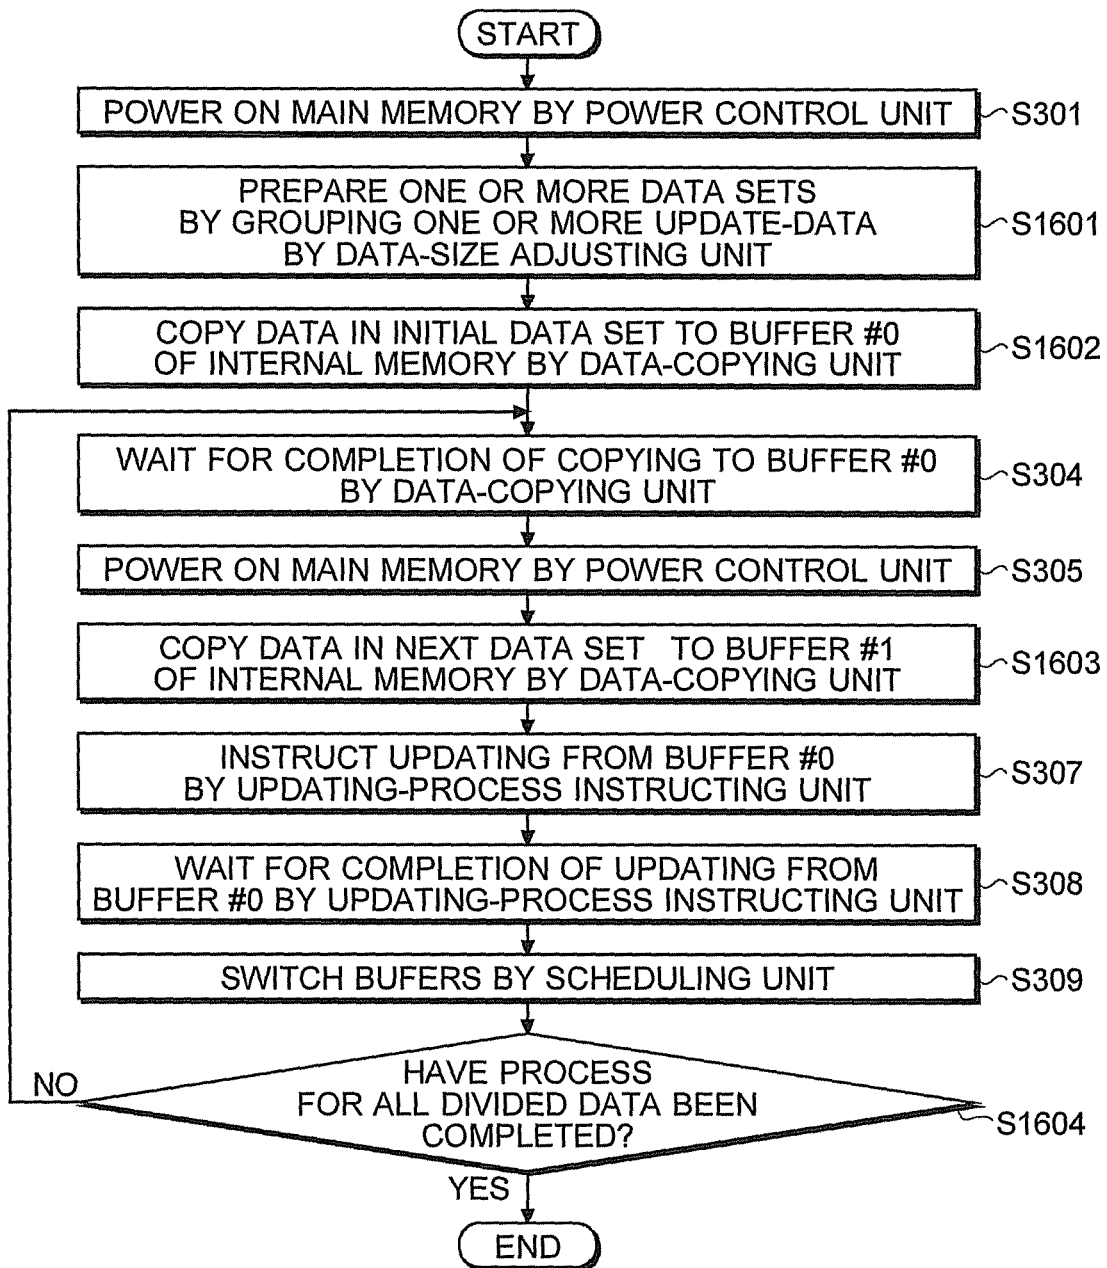 START
POWER ON MAIN MEMORY BY POWER CONTROL UNIT
S301
PREPARE ONE OR MORE DATA SETS
BY GROUPING ONE OR MORE UPDATE-DATA
BY DATA-SIZE ADJUSTING UNIT
S1601
COPY DATA IN INITIAL DATA SET TO BUFFER #0
OF INTERNAL MEMORY BY DATA-COPYING UNIT
S1602
WAIT FOR COMPLETION OF COPYING TO BUFFER #0
BY DATA-COPYING UNIT
S304
POWER ON MAIN MEMORY BY POWER CONTROL UNIT
S305
COPY DATA IN NEXT DATA SET TO BUFFER #1
OF INTERNAL MEMORY BY DATA-COPYING UNIT
S1603
INSTRUCT UPDATING FROM BUFFER #0
BY UPDATING-PROCESS INSTRUCTING UNIT
S307
WAIT FOR COMPLETION OF UPDATING FROM
BUFFER #0 BY UPDATING-PROCESS INSTRUCTING UNIT
S308
SWITCH BUFERS BY SCHEDULING UNIT
S309
HAVE PROCESS
FOR ALL DIVIDED DATA BEEN
COMPLETED?
S1604
NO
YES
END